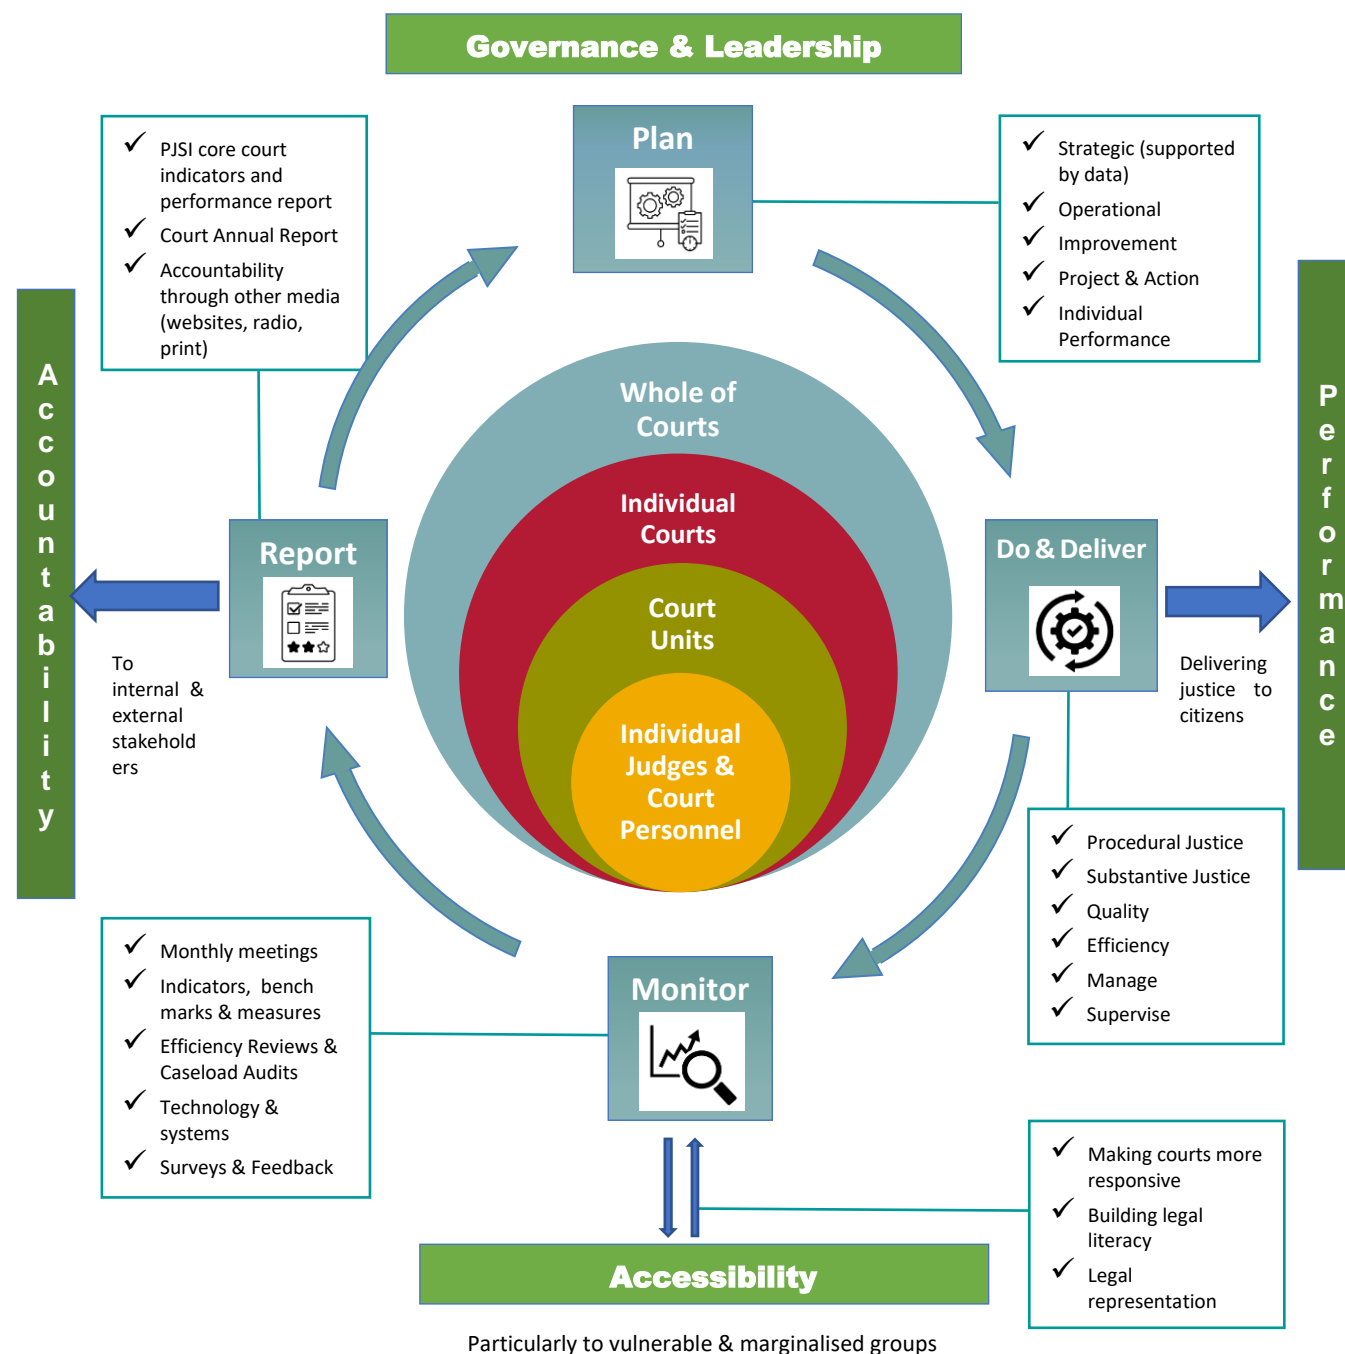 Governance & Leadership
Plan
✓ PJSI core court
indicators and
performance report
✓ Court Annual Report
✓ Accountability
through other media
(websites, radio,
print)
✓ Strategic (supported
by data)
✓ Operational
✓ Improvement
✓ Project & Action
✓ Individual
Performance
Accountability
Performance
Whole of
Courts
Individual
Courts
Court
Units
Individual
Judges &
Court
Personnel
Report
To
internal &
external
stakehold
ers
Do & Deliver
Delivering
justice to
citizens
✓ Procedural Justice
✓ Substantive Justice
✓ Quality
✓ Efficiency
✓ Manage
✓ Supervise
✓ Monthly meetings
✓ Indicators, bench
marks & measures
✓ Efficiency Reviews &
Caseload Audits
✓ Technology &
systems
✓ Surveys & Feedback
Monitor
✓ Making courts more
responsive
✓ Building legal
literacy
✓ Legal
representation
Accessibility
Particularly to vulnerable & marginalised groups